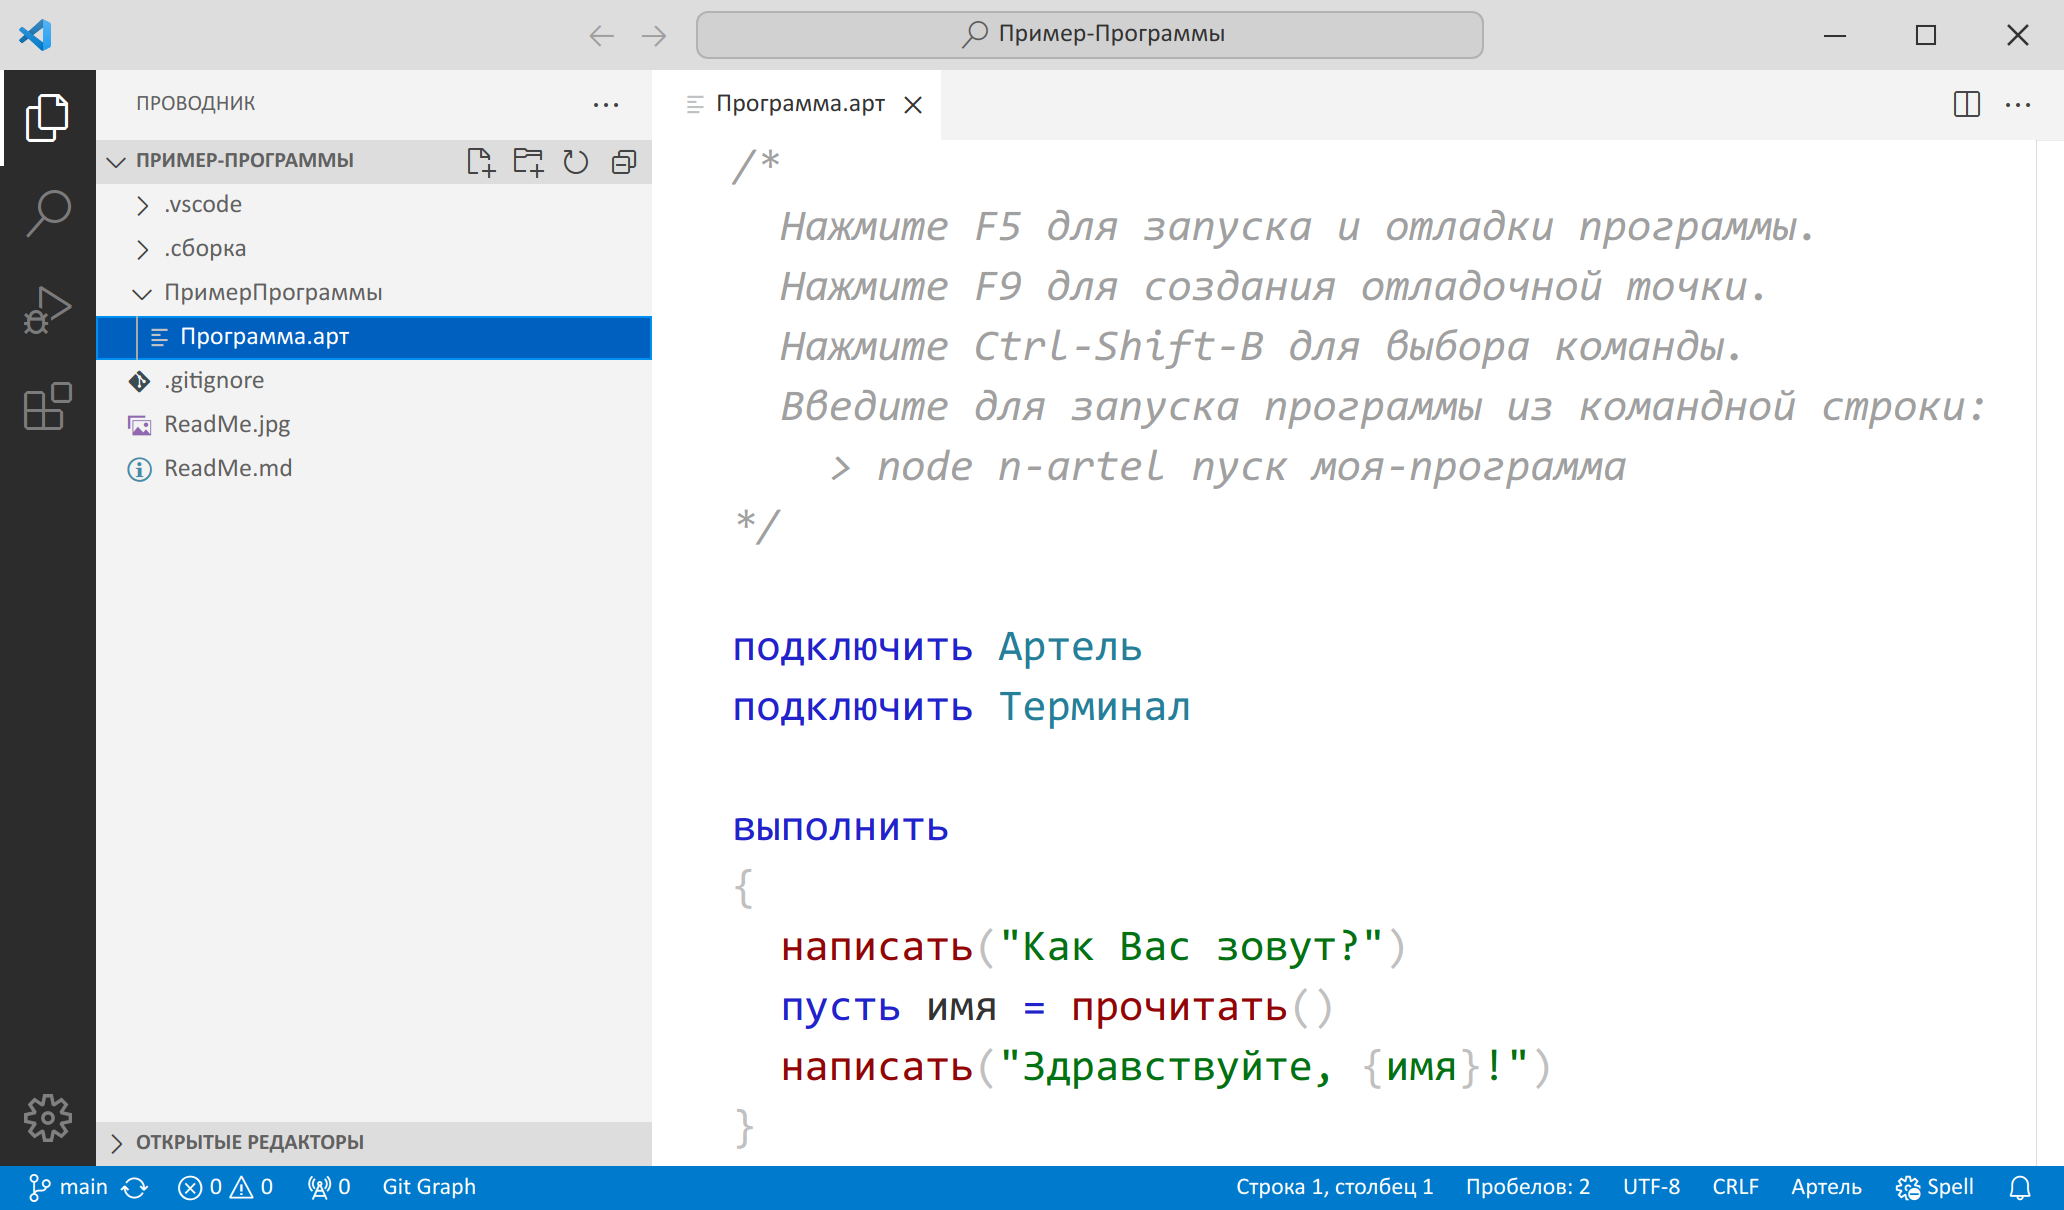 Пример-Программы
ПРОВОДНИК
ПРИМЕР-ПРОГРАММЫ
.vscode
.сборка
ПримерПрограммы
Программа.арт
.gitignore
ReadMe.jpg
ReadMe.md
ОТКРЫТЫЕ РЕДАКТОРЫ
Программа.арт
/*
Нажмите F5 для запуска и отладки программы.
Нажмите F9 для создания отладочной точки.
Нажмите Ctrl-Shift-B для выбора команды.
Введите для запуска программы из командной строки:
> node n-artel пуск моя-программа
*/
подключить Артель
подключить Терминал
выполнить
{
написать("Как Вас зовут?")
пусть имя = прочитать()
написать("Здравствуйте, {имя}!")
}
main 0 0 0 Git Graph Строка 1, столбец 1 Пробелов: 2 UTF-8 CRLF Артель Spell